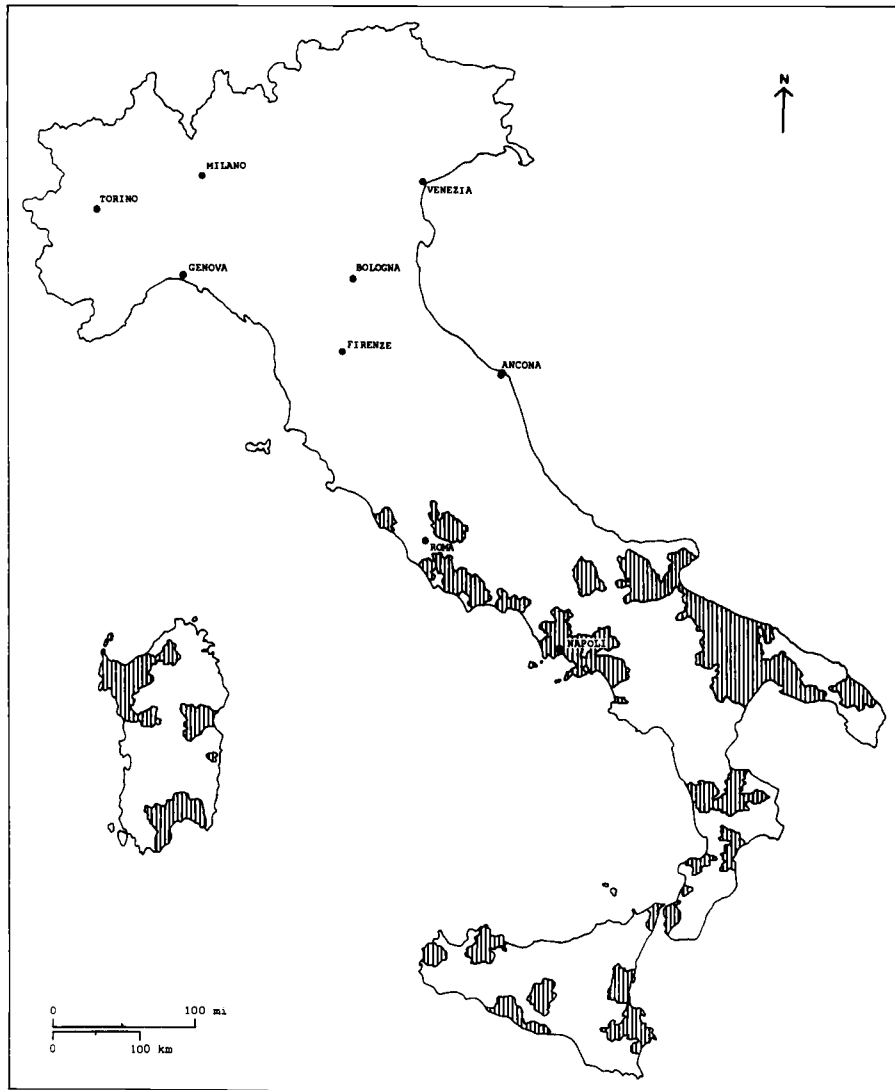 N
MILANO
TORINO
VENEZIA
GENOVA
BOLOGNA
FIRENZE
ANCONA
ROMA
NAPOLI
0 100 mi
0 100 km